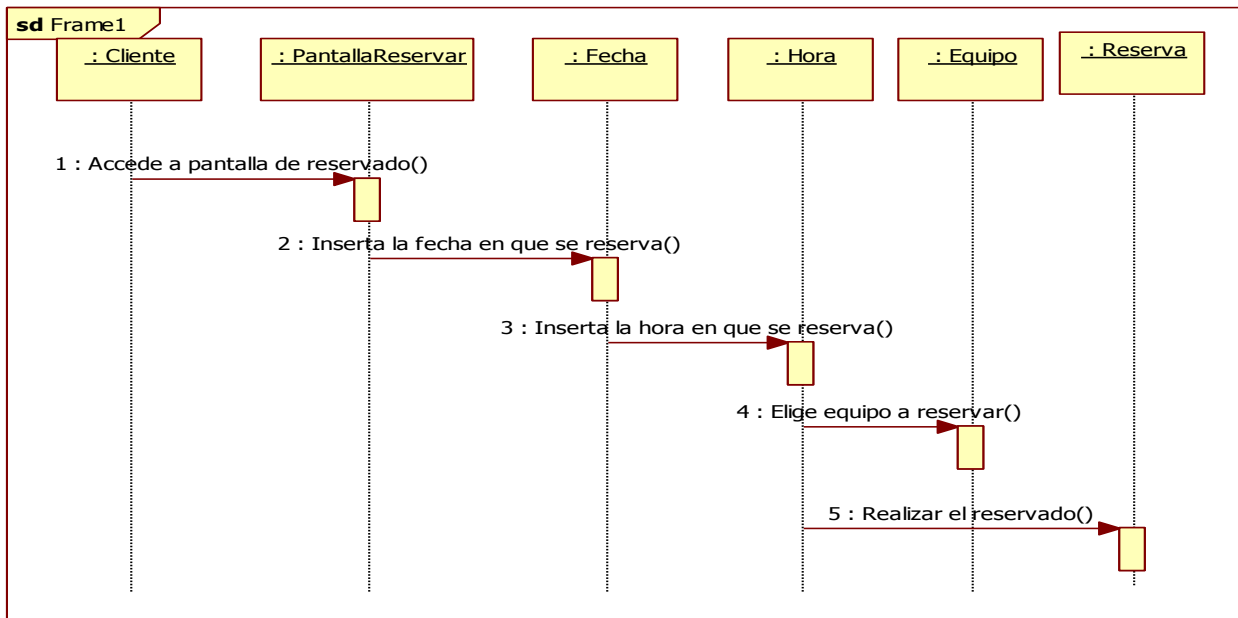 sd Frame1
: Cliente
: PantallaReservar
: Fecha
: Hora
: Equipo
: Reserva
1 : Accede a pantalla de reservado()
2 : Inserta la fecha en que se reserva()
3 : Inserta la hora en que se reserva()
4 : Elige equipo a reservar()
5 : Realizar el reservado()